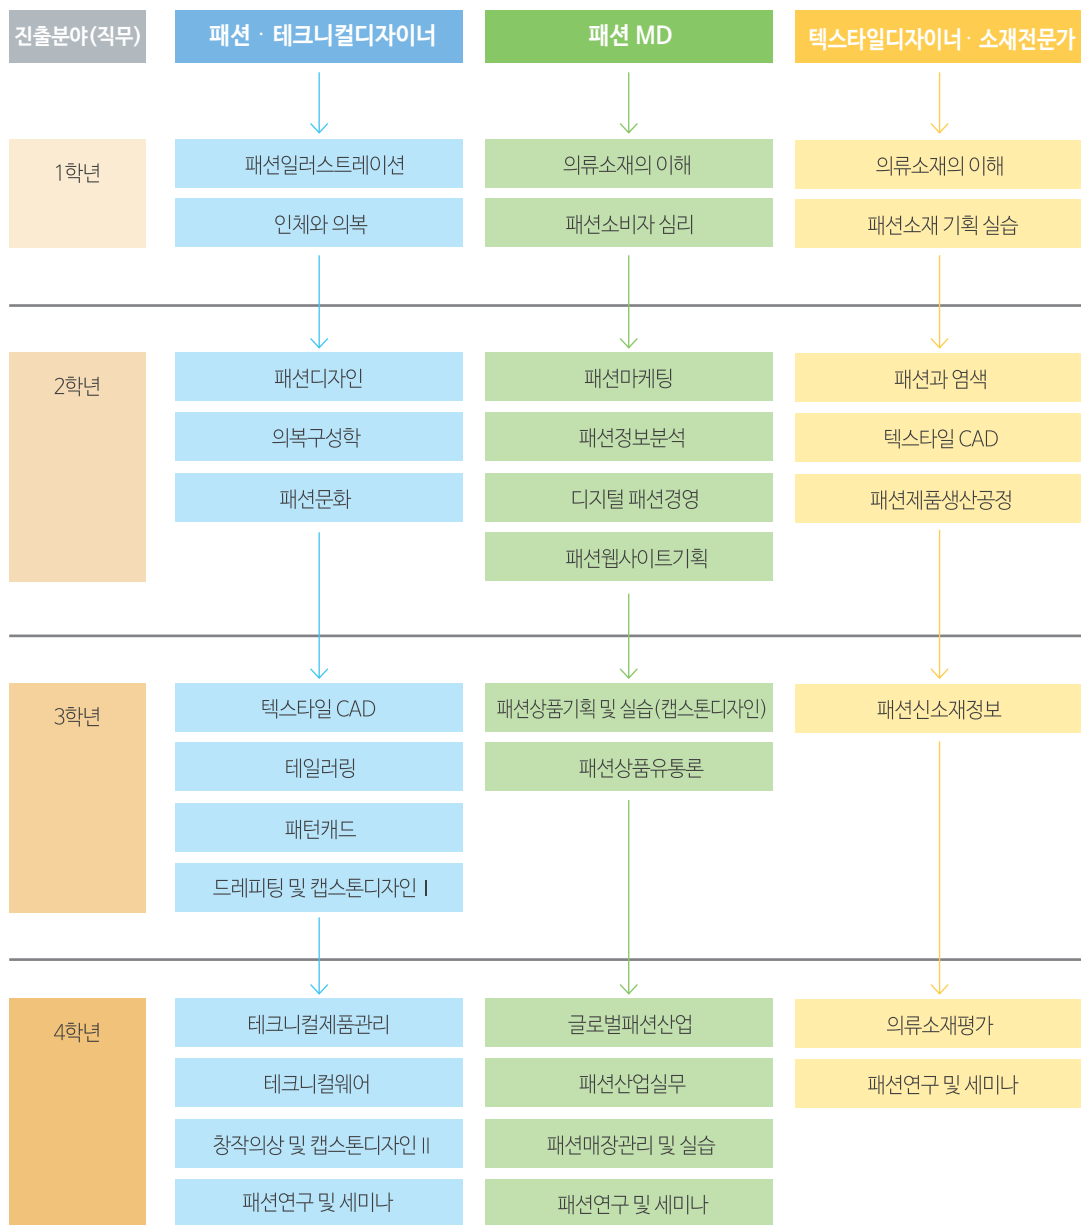 진출분야(직무)
패션 · 테크니컬디자이너
패션 MD
텍스타일디자이너 · 소재전문가
1학년
패션일러스트레이션
의류소재의 이해
의류소재의 이해
인체와 의복
패션소비자 심리
패션소재 기획 실습
2학년
패션디자인
패션마케팅
패션과 염색
의복구성학
패션정보분석
텍스타일 CAD
패션문화
디지털 패션경영
패션제품생산공정
패션웹사이트기획
3학년
텍스타일 CAD
패션상품기획 및 실습(캡스톤디자인)
패션신소재정보
테일러링
패션상품유통론
패턴캐드
드레피팅 및 캡스톤디자인 I
4학년
테크니컬제품관리
글로벌패션산업
의류소재평가
테크니컬웨어
패션산업실무
패션연구 및 세미나
창작의상 및 캡스톤디자인 II
패션매장관리 및 실습
패션연구 및 세미나
패션연구 및 세미나